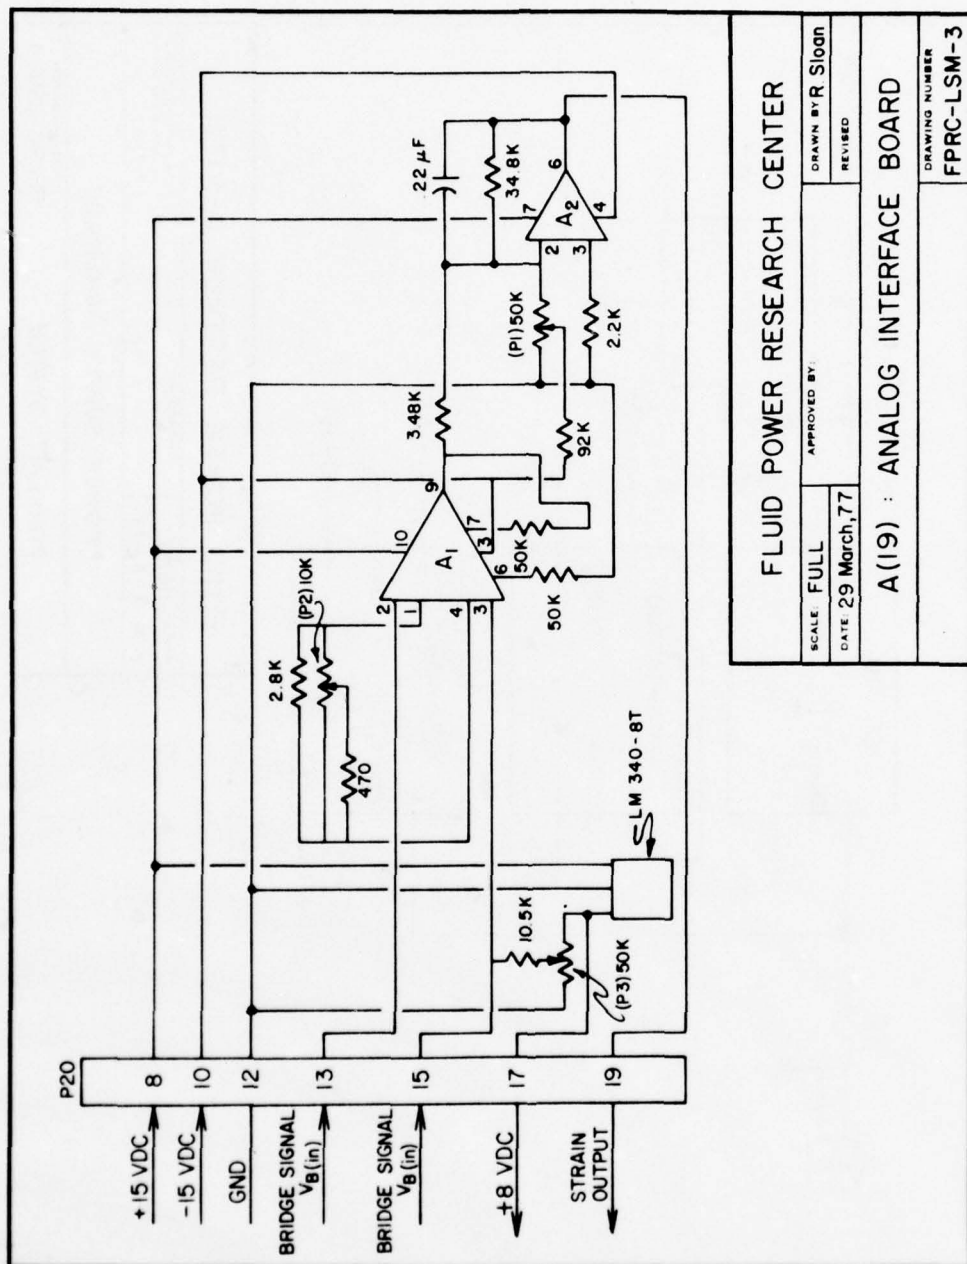 P20
+15 VDC
8
-15 VDC
10
GND
12
BRIDGE SIGNAL
VB(in)
13
BRIDGE SIGNAL
VB(in)
15
+8 VDC
17
STRAIN
OUTPUT
19
10.5K
(P3)50K
LM 340-8T
2.8K
(P2)10K
470
2
1
4
3
A1
10
9
6
3
17
50K
50K
3.48K
92K
(P1)50K
2.2K
22 µF
34.8K
7
2
3
A2
6
4
FLUID POWER RESEARCH CENTER
SCALE: FULL
APPROVED BY:
DRAWN BY R. Sloan
DATE: 29 March,77
REVISED
A(19) : ANALOG INTERFACE BOARD
DRAWING NUMBER
FPRC-LSM-3